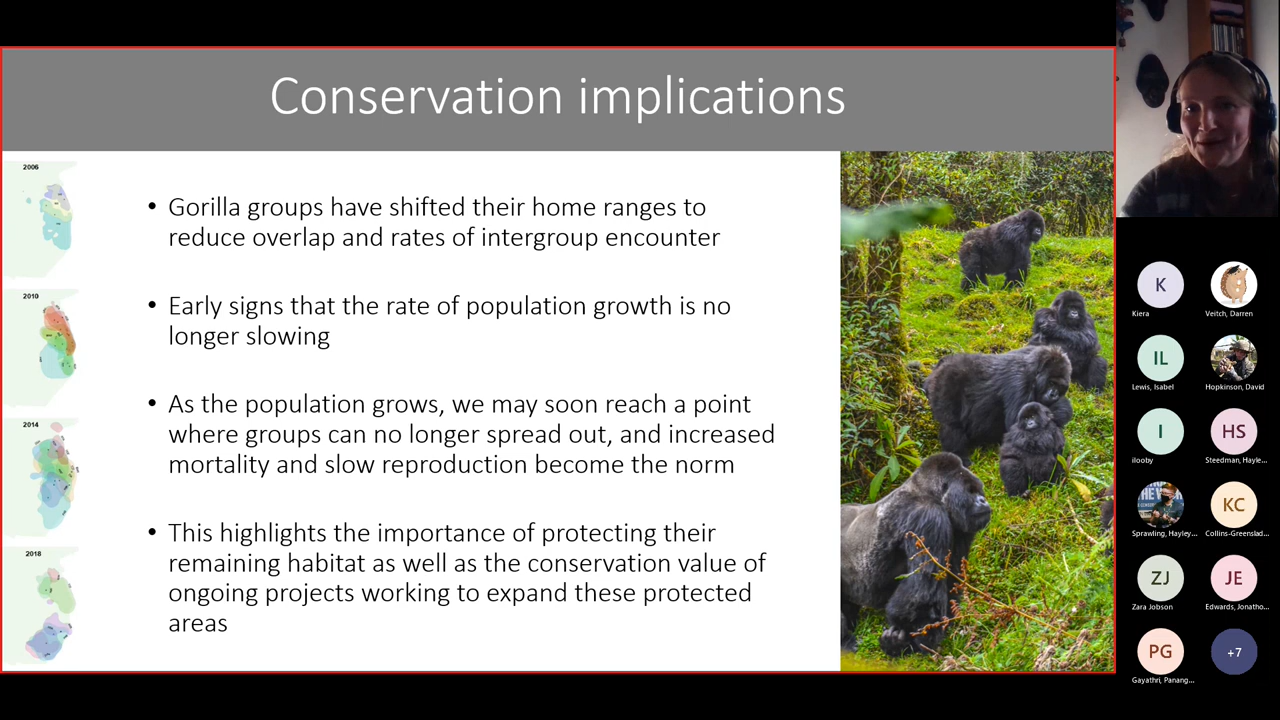 Conservation implications
2006
2010
2014
2018
• Gorilla groups have shifted their home ranges to
reduce overlap and rates of intergroup encounter
• Early signs that the rate of population growth is no
longer slowing
• As the population grows, we may soon reach a point
where groups can no longer spread out, and increased
mortality and slow reproduction become the norm
• This highlights the importance of protecting their
remaining habitat as well as the conservation value of
ongoing projects working to expand these protected
areas
K
Kiera
Veitch, Darren
IL
Lewis, Isabel
Hopkinson, David
I
ilooby
HS
Steedman, Hayle...
Sprawling, Hayley...
KC
Collins-Greenslad...
ZJ
Zara Jobson
JE
Edwards, Jonatho...
PG
Gayathri, Panang...
+7